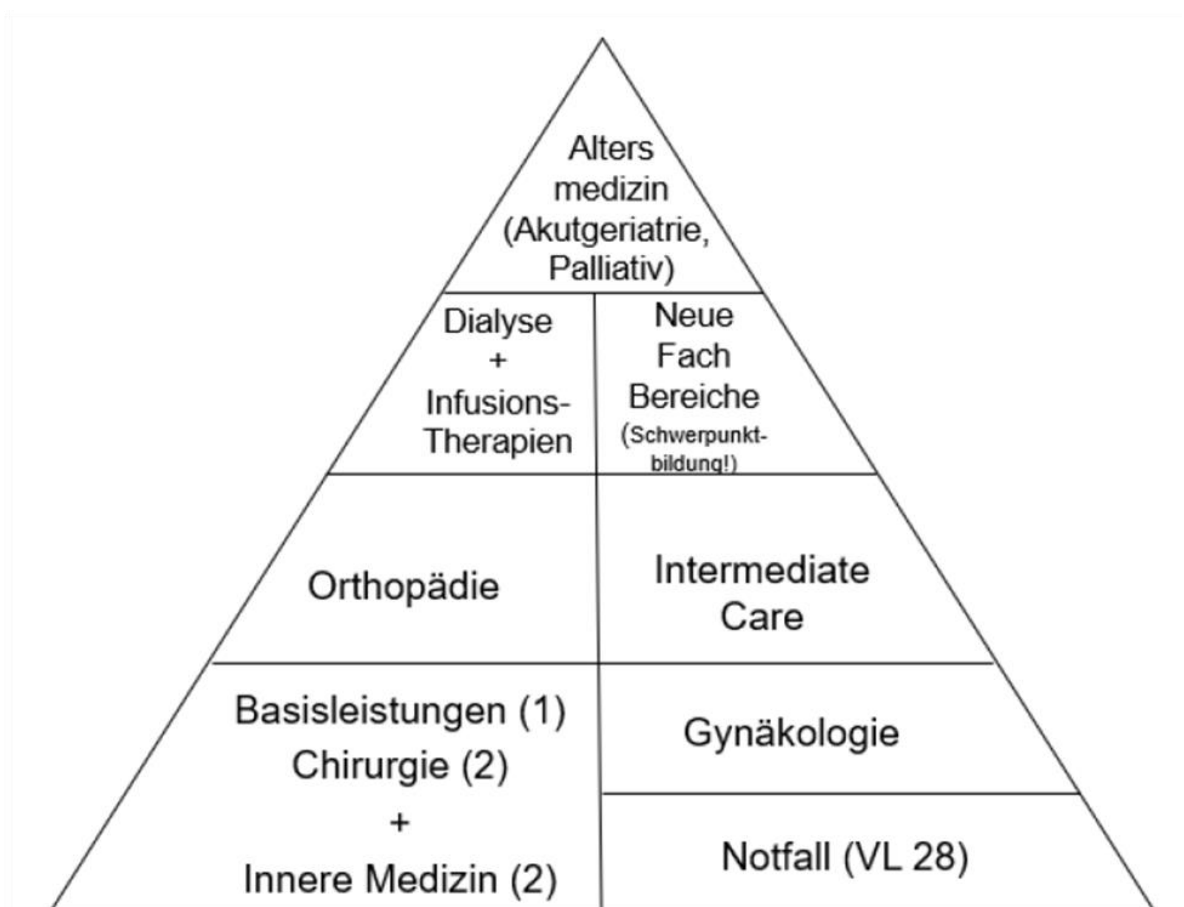 Alters
medizin
(Akutgeriatrie,
Palliativ)
Dialyse
+
Infusions-
Therapien
Neue
Fach
Bereiche
(Schwerpunkt-
bildung!)
Orthopädie
Intermediate
Care
Basisleistungen (1)
Chirurgie (2)
+
Innere Medizin (2)
Gynäkologie
Notfall (VL 28)